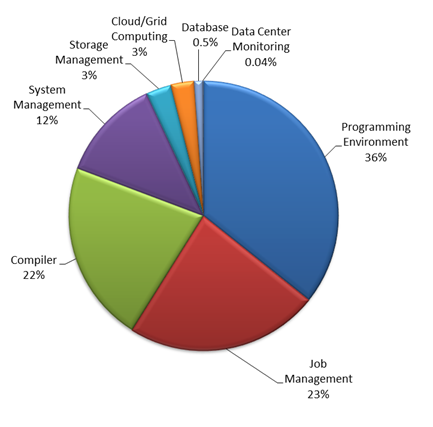 Cloud/Grid
Computing
3%
Database
0.5%
Data Center
Monitoring
0.04%
Storage
Management
3%
System
Management
12%
Programming
Environment
36%
Compiler
22%
Job
Management
23%